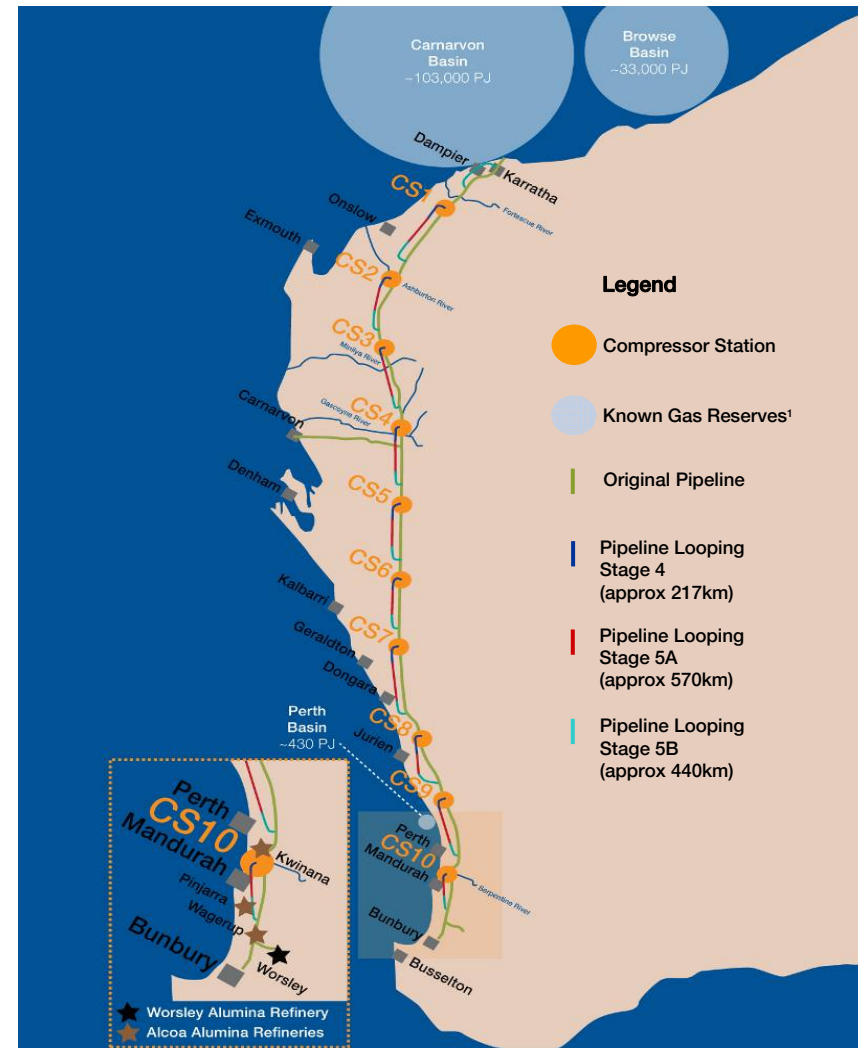 Carnarvon
Basin
~103,000 PJ
Browse
Basin
~33,000 PJ
Dampier
Karratha
CS1
Fortescue River
Onslow
Exmouth
CS2
Ashburton River
CS3
Minilya River
CS4
Gascoyne River
Carnarvon
Denham
CS5
CS6
Kalbarri
CS7
Geraldton
Dongara
Perth
Basin
~430 PJ
CS8
Jurien
CS9
Perth
CS10
Mandurah
Serpentine River
Bunbury
Busselton
Legend
Compressor Station
Known Gas Reserves¹
Original Pipeline
Pipeline Looping
Stage 4
(approx 217km)
Pipeline Looping
Stage 5A
(approx 570km)
Pipeline Looping
Stage 5B
(approx 440km)
Perth
CS10
Mandurah
Kwinana
Pinjarra
Wagerup
Bunbury
Worsley
Worsley Alumina Refinery
Alcoa Alumina Refineries